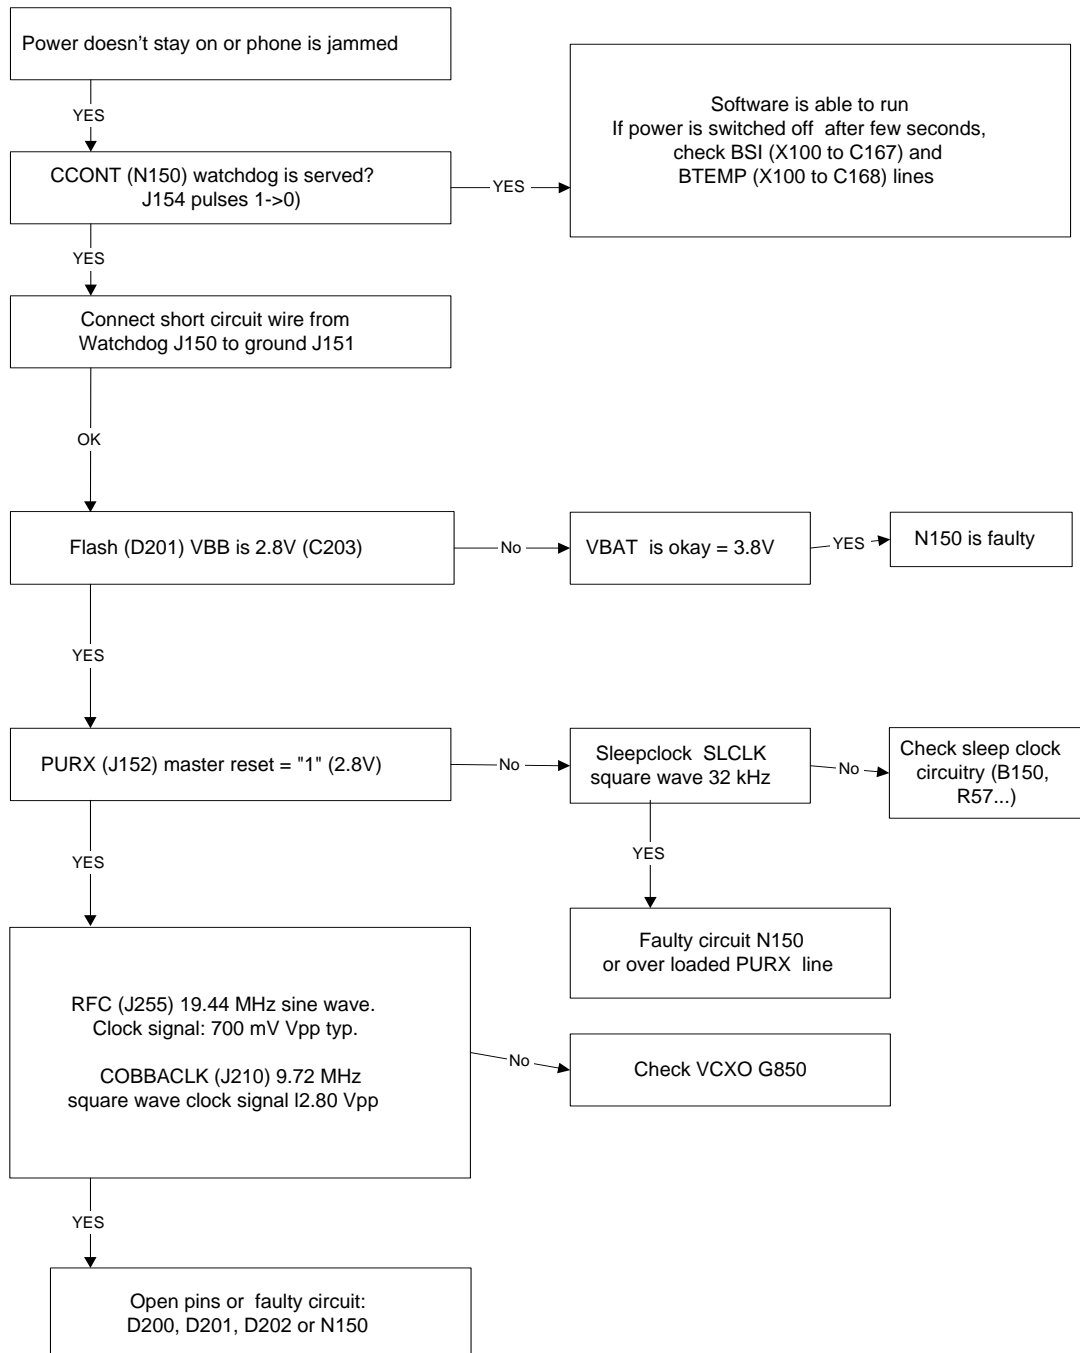 Power doesn't stay on or phone is jammed
YES
Software is able to run
If power is switched off after few seconds,
check BSI (X100 to C167) and
BTEMP (X100 to C168) lines
CCONT (N150) watchdog is served?
J154 pulses 1->0)
YES
YES
Connect short circuit wire from
Watchdog J150 to ground J151
OK
Flash (D201) VBB is 2.8V (C203)
No
VBAT is okay = 3.8V
YES
N150 is faulty
YES
PURX (J152) master reset = "1" (2.8V)
No
Sleepclock SLCLK
square wave 32 kHz
No
Check sleep clock
circuitry (B150,
R57...)
YES
YES
Faulty circuit N150
or over loaded PURX line
RFC (J255) 19.44 MHz sine wave.
Clock signal: 700 mV Vpp typ.
COBBACLK (J210) 9.72 MHz
square wave clock signal I2.80 Vpp
No
Check VCXO G850
YES
Open pins or faulty circuit:
D200, D201, D202 or N150